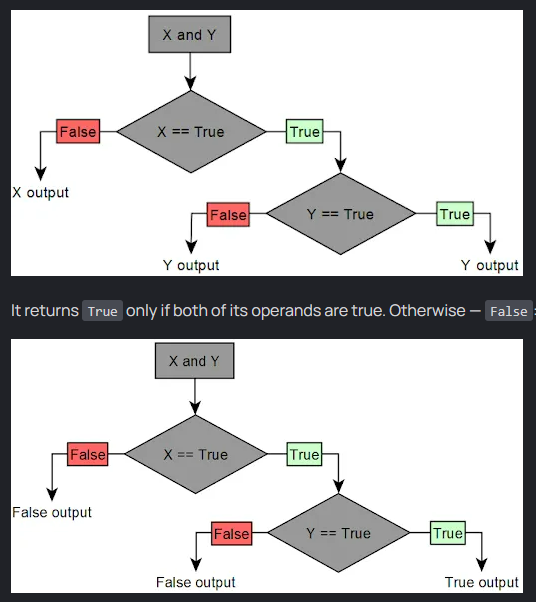 X and Y
False
X == True
True
X output
False
Y == True
True
Y output
Y output
It returns True only if both of its operands are true. Otherwise — False :
X and Y
False
X == True
True
False output
False
Y == True
True
False output
True output